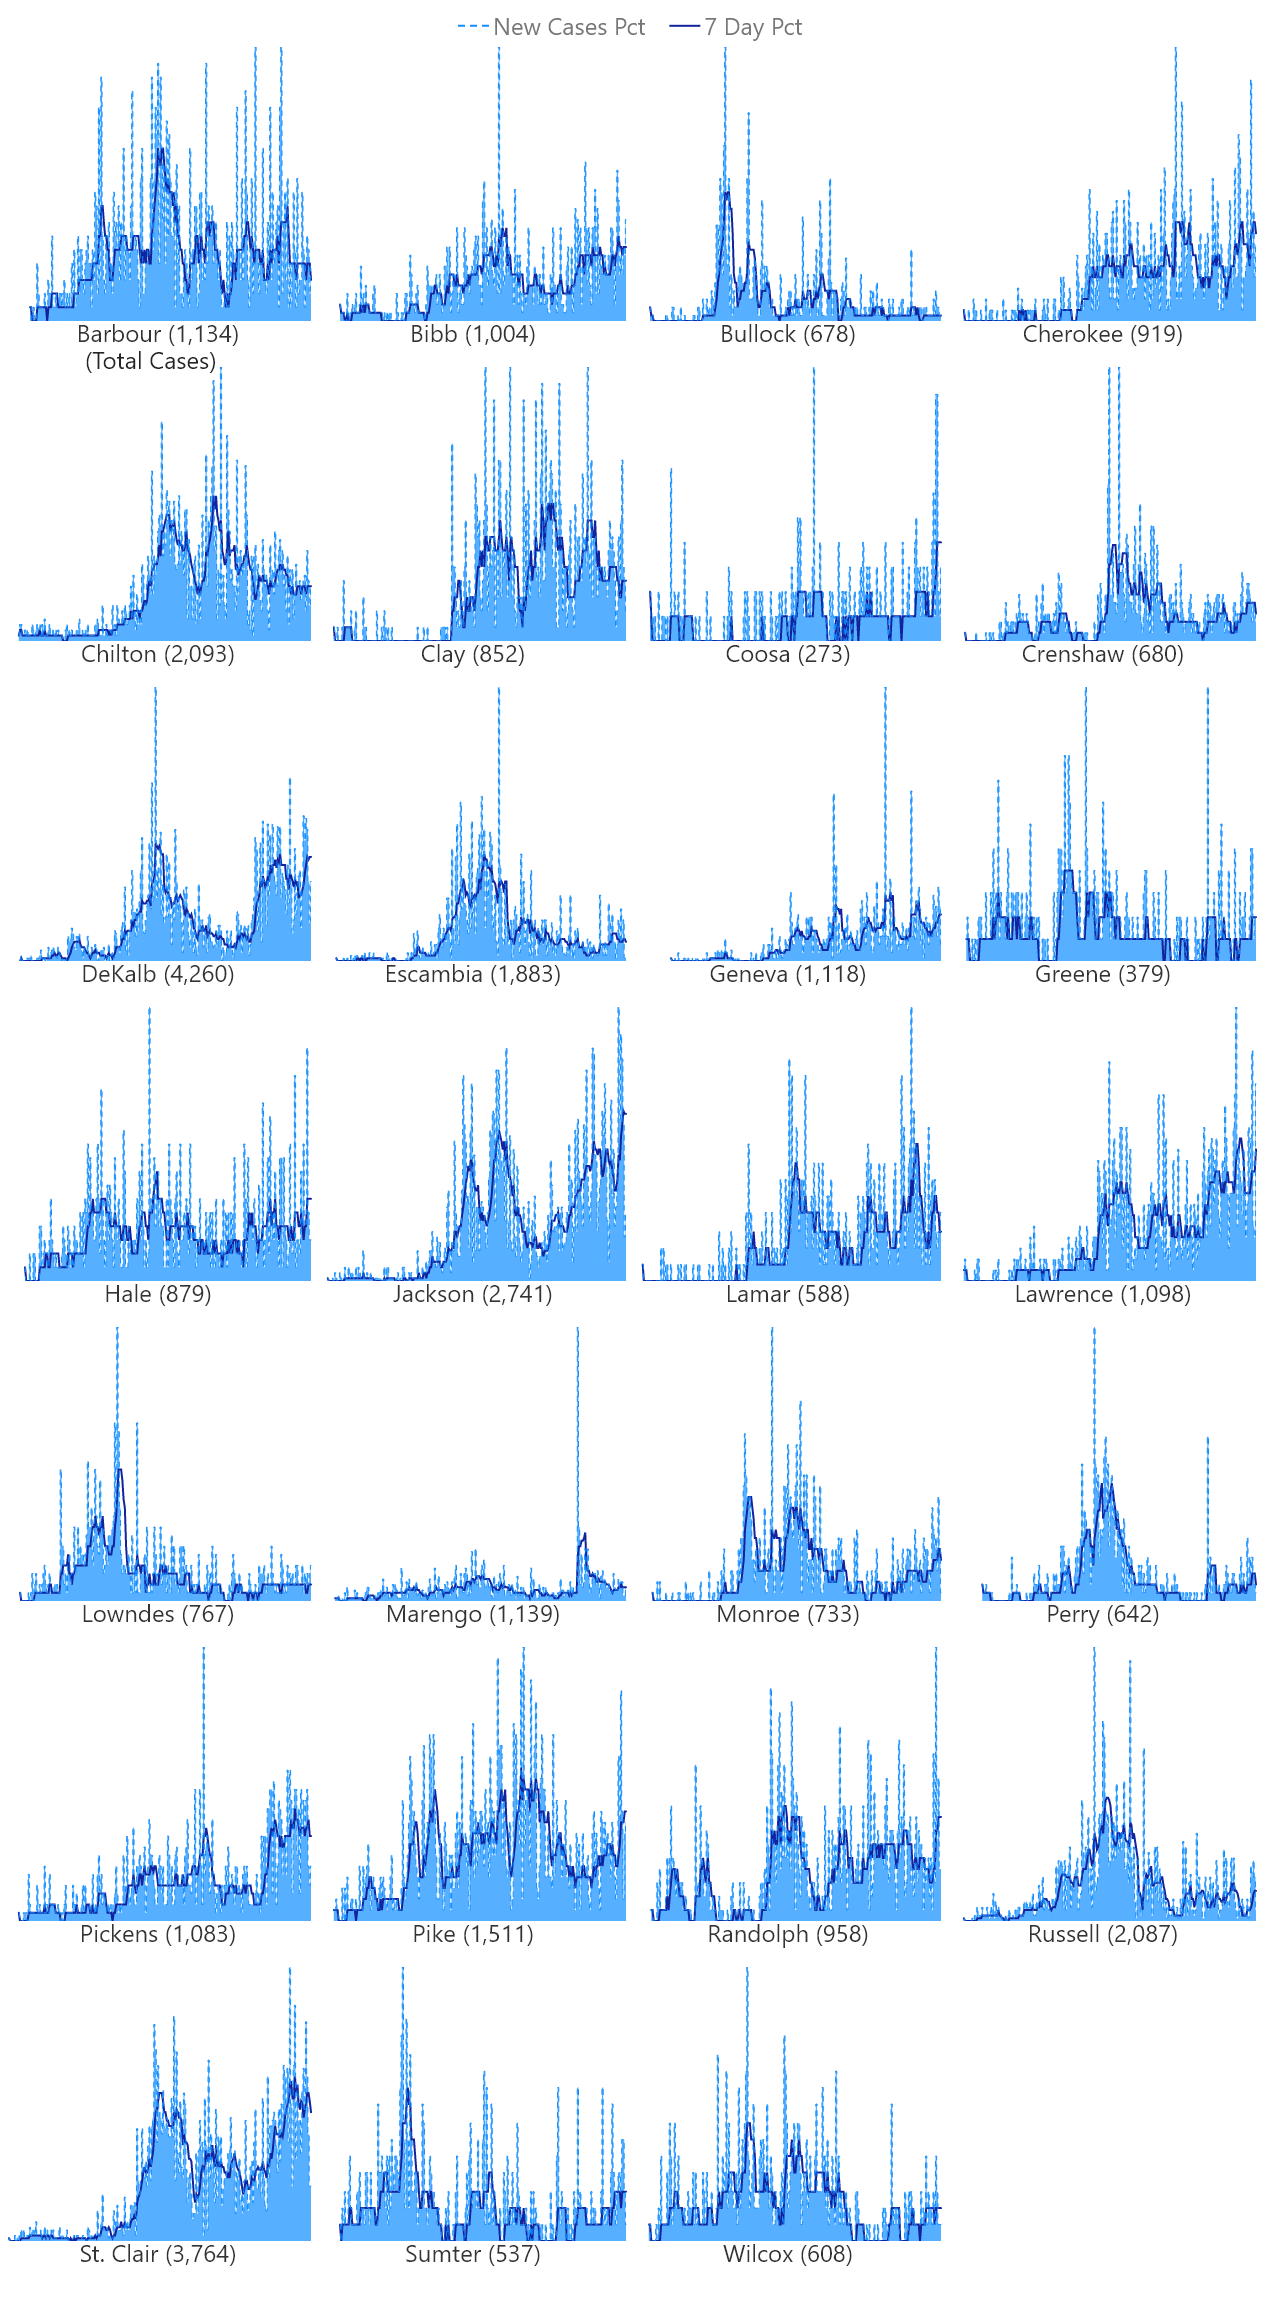 New Cases Pct 7 Day Pct
Barbour (1,134) Bibb (1,004) Bullock (678) Cherokee (919)
(Total Cases)
Chilton (2,093) Clay (852) Coosa (273) Crenshaw (680)
DeKalb (4,260) Escambia (1,883) Geneva (1,118) Greene (379)
Hale (879) Jackson (2,741) Lamar (588) Lawrence (1,098)
Lowndes (767) Marengo (1,139) Monroe (733) Perry (642)
Pickens (1,083) Pike (1,511) Randolph (958) Russell (2,087)
St. Clair (3,764) Sumter (537) Wilcox (608)